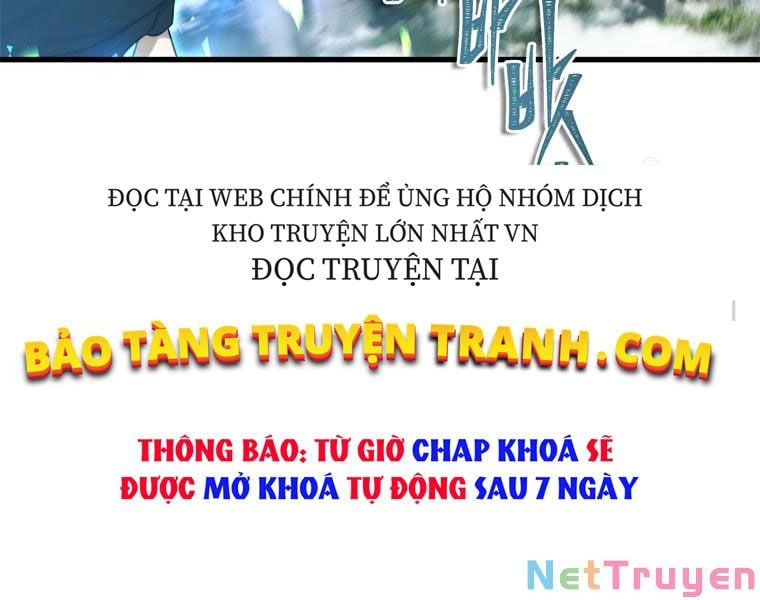 ĐỌC TẠI WEB CHÍNH ĐỂ ỦNG HỘ NHÓM DỊCH
KHO TRUYỆN LỚN NHẤT VN
ĐỌC TRUYỆN TẠI
BẢO TÀNG TRUYỆN TRANH.COM
THÔNG BÁO: TỪ GIỜ CHAP KHOÁ SẼ
ĐƯỢC MỞ KHOÁ TỰ ĐỘNG SAU 7 NGÀY
NetTruyen